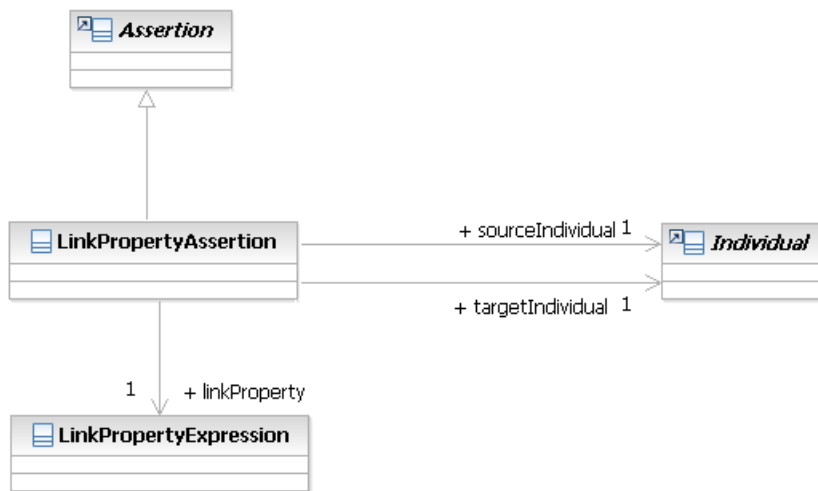 Assertion
LinkPropertyAssertion
+ sourceIndividual 1
Individual
+ targetIndividual 1
1 + linkProperty
LinkPropertyExpression